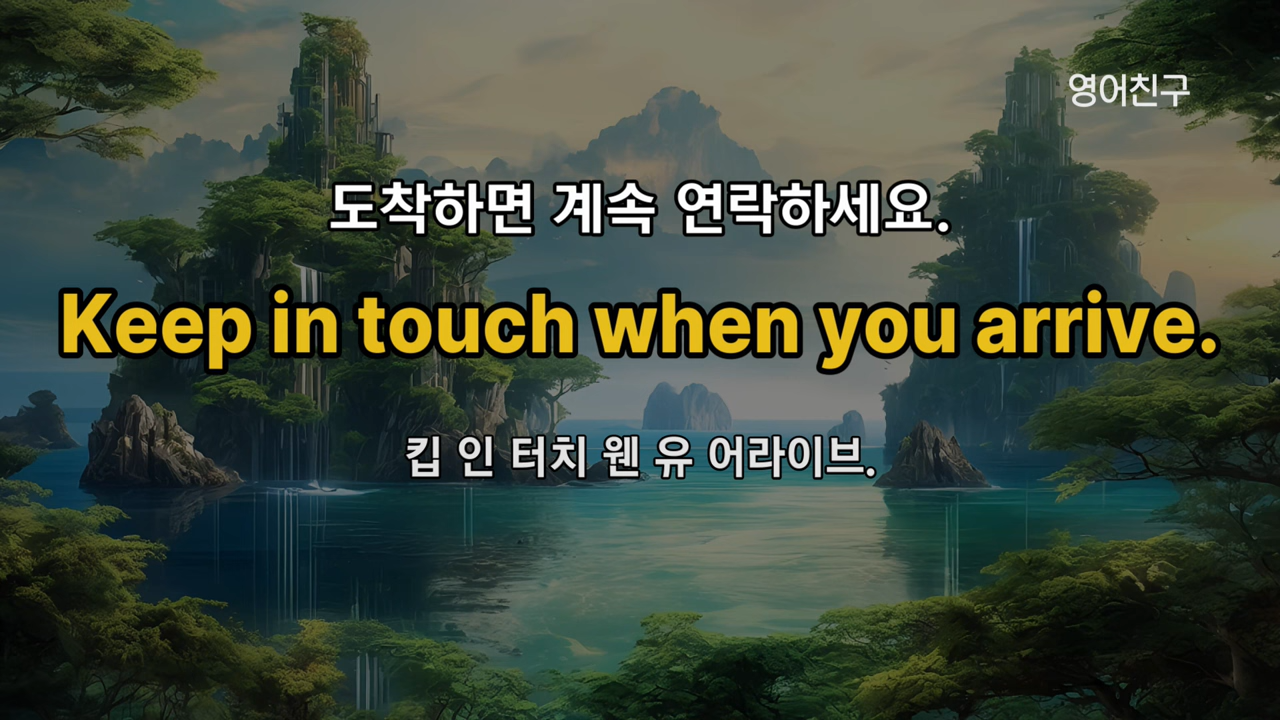 영어친구
도착하면 계속 연락하세요.
Keep in touch when you arrive.
킵 인 터치 웬 유 어라이브.